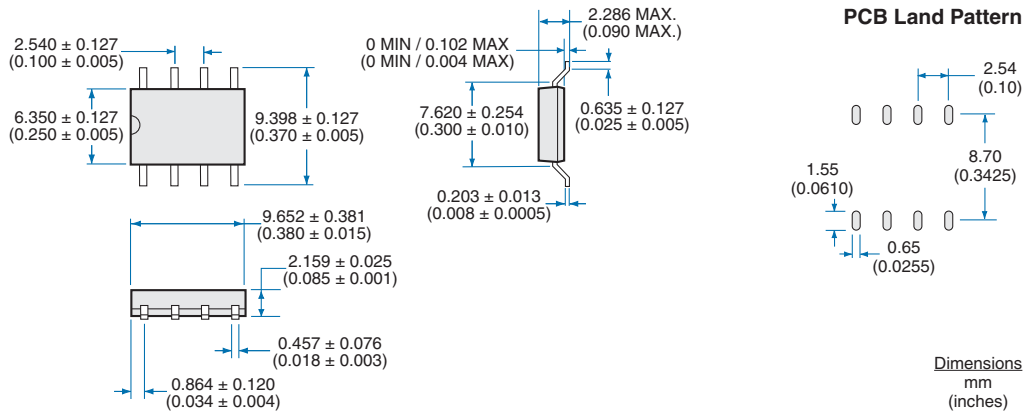 2.540 ± 0.127
(0.100 ± 0.005)
6.350 ± 0.127
(0.250 ± 0.005)
9.398 ± 0.127
(0.370 ± 0.005)
9.652 ± 0.381
(0.380 ± 0.015)
2.159 ± 0.025
(0.085 ± 0.001)
0.457 ± 0.076
(0.018 ± 0.003)
0.864 ± 0.120
(0.034 ± 0.004)
2.286 MAX.
(0.090 MAX.)
0 MIN / 0.102 MAX
(0 MIN / 0.004 MAX)
7.620 ± 0.254
(0.300 ± 0.010)
0.635 ± 0.127
(0.025 ± 0.005)
0.203 ± 0.013
(0.008 ± 0.0005)
PCB Land Pattern
2.54
(0.10)
8.70
(0.3425)
1.55
(0.0610)
0.65
(0.0255)
Dimensions
mm
(inches)